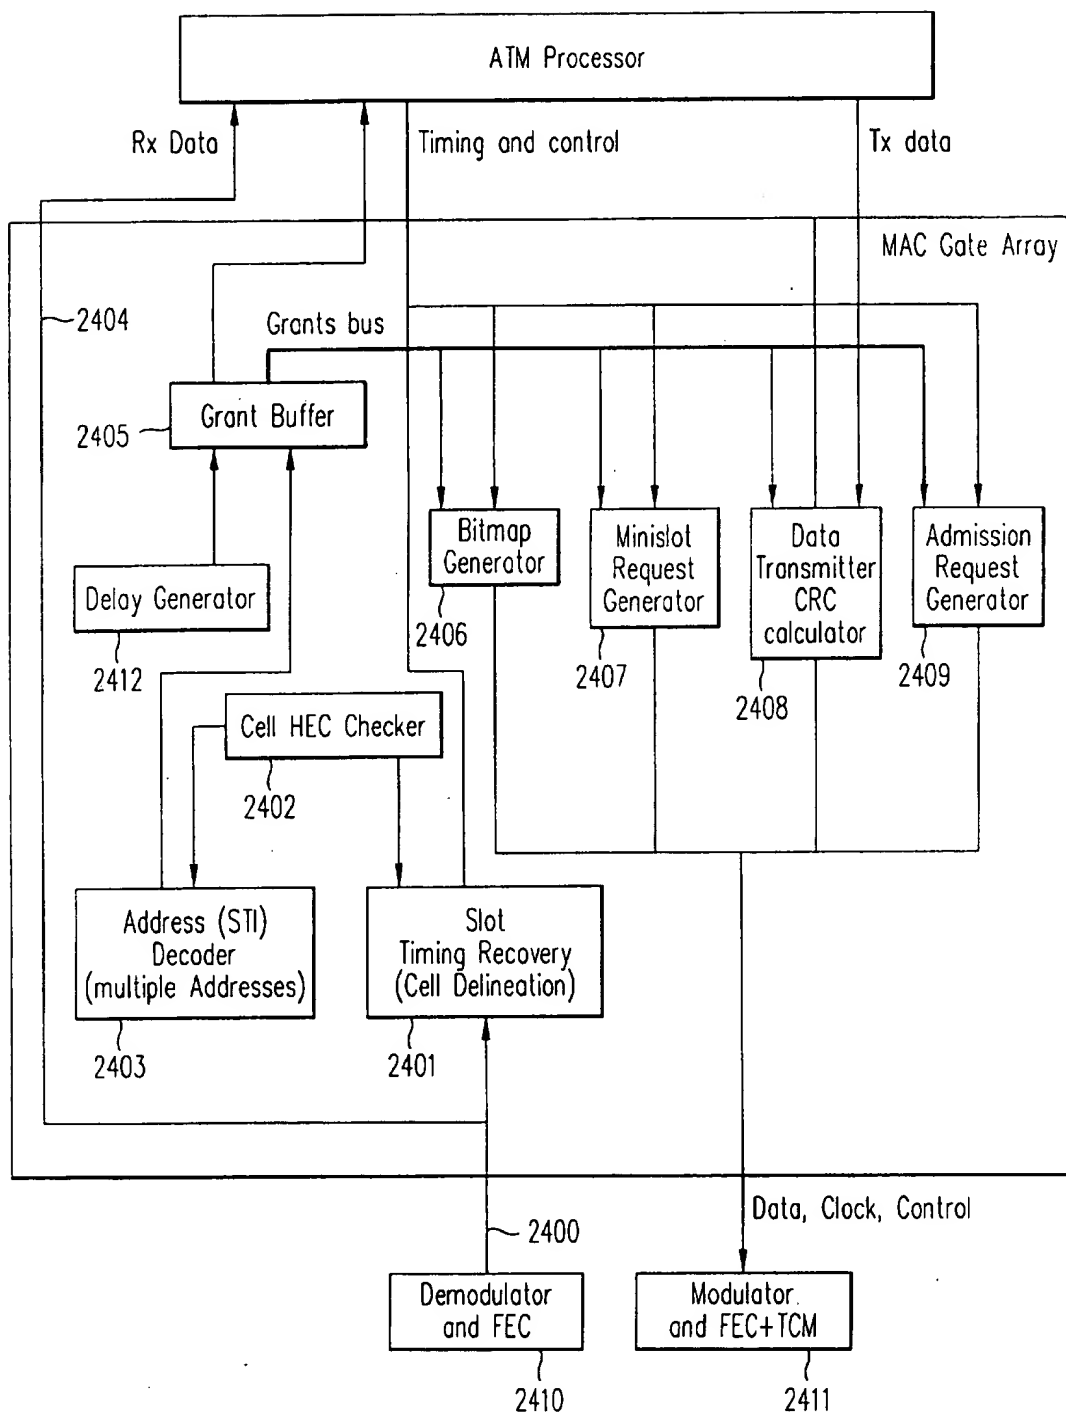 ATM Processor
Rx Data
Timing and control
Tx data
MAC Gate Array
2404
Grants bus
Grant Buffer
2405
Bitmap
Generator
2406
Minislot
Request
Generator
2407
Data
Transmitter
CRC
calculator
2408
Admission
Request
Generator
2409
Delay Generator
2412
Cell HEC Checker
2402
Address (STI)
Decoder
(multiple Addresses)
2403
Slot
Timing Recovery
(Cell Delineation)
2401
Data, Clock, Control
2400
Demodulator
and FEC
2410
Modulator
and FEC+TCM
2411